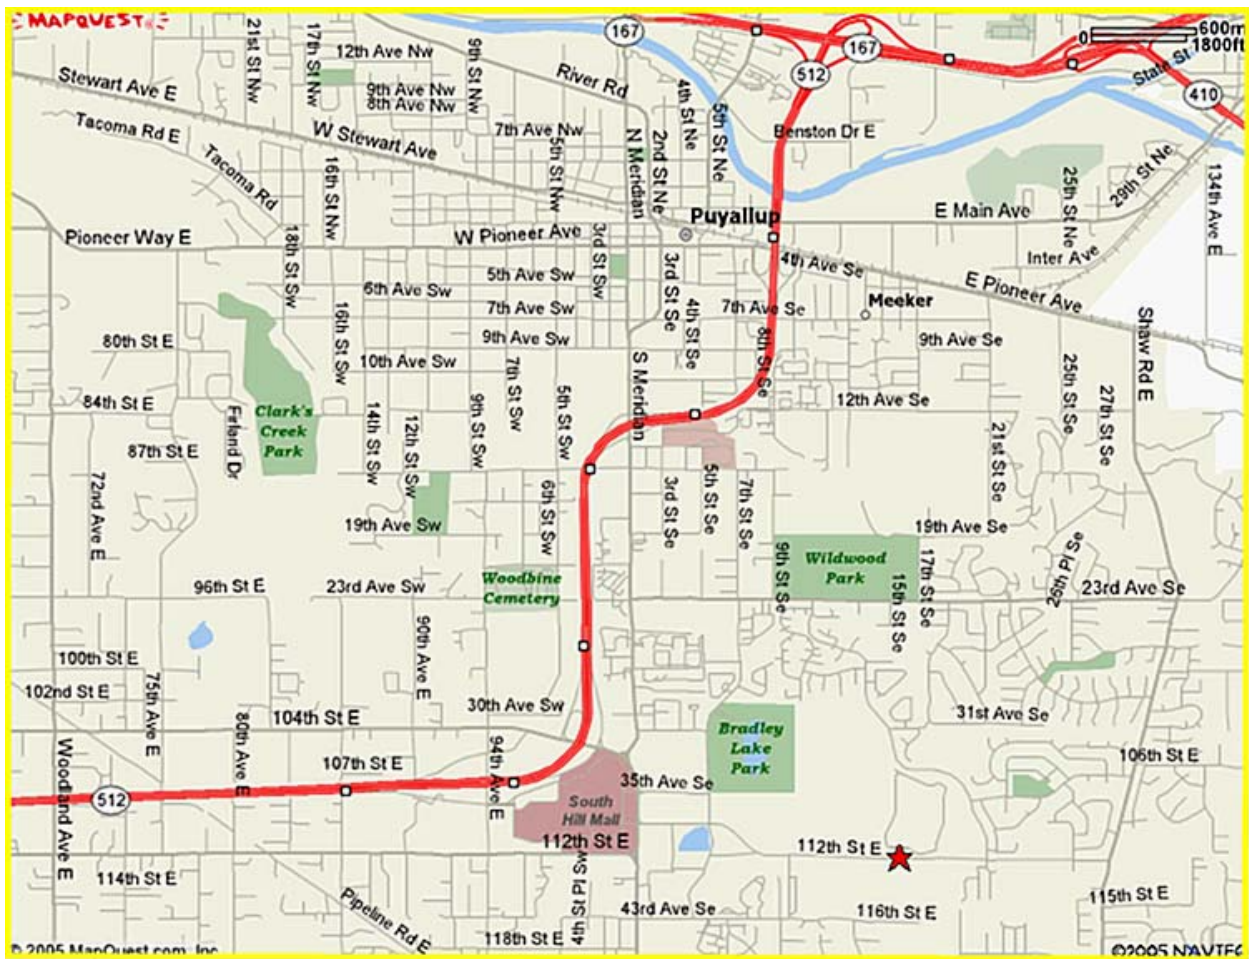 MAPQUEST
21st St Nw
17th St Nw
12th Ave Nw
9th St Nw
167
167
512
600m
0
1800ft
State St
410
Stewart Ave E
9th Ave Nw
8th Ave Nw
River Rd
4th St Ne
5th St Ne
Benston Dr E
Tacoma Rd E
W Stewart Ave
7th Ave Nw
5th St Nw
N Meridian
2nd St Ne
Tacoma Rd
16th St Nw
25th St Ne
29th St Ne
134th Ave E
Puyallup
E Main Ave
Pioneer Way E
W Pioneer Ave
18th St Sw
3rd St Sw
4th Ave Se
Inter Ave
E Pioneer Ave
5th Ave Sw
3rd St Se
6th Ave Sw
7th Ave Sw
7th Ave Se
Meeker
16th St Sw
4th St Se
8th St Se
Shaw Rd E
80th St E
9th Ave Sw
9th Ave Se
10th Ave Sw
7th St Sw
5th St Sw
S Meridian
25th St Se
27th St Se
84th St E
Firland Dr
Clark's
Creek
Park
14th St Sw
12th St Sw
9th St Sw
12th Ave Se
87th St E
21st St Se
72nd Ave E
6th St Sw
3rd St Se
5th St Se
7th St Se
19th Ave Sw
19th Ave Se
26th Pl Se
Woodbine
Cemetery
9th St Se
Wildwood
Park
15th St Se
17th St Se
96th St E
23rd Ave Sw
23rd Ave Se
90th Ave E
100th St E
75th Ave E
102nd St E
30th Ave Sw
104th St E
80th Ave E
31st Ave Se
Bradley
Lake
Park
Woodland Ave E
107th St E
94th Ave E
106th St E
35th Ave Se
512
South
Hill Mall
112th St E
112th St E
4th St Pl Sw
114th St E
Pipeline Rd E
43rd Ave Se
116th St E
115th St E
118th St E
© 2005 MapQuest.com, Inc
©2005 NAVTEQ